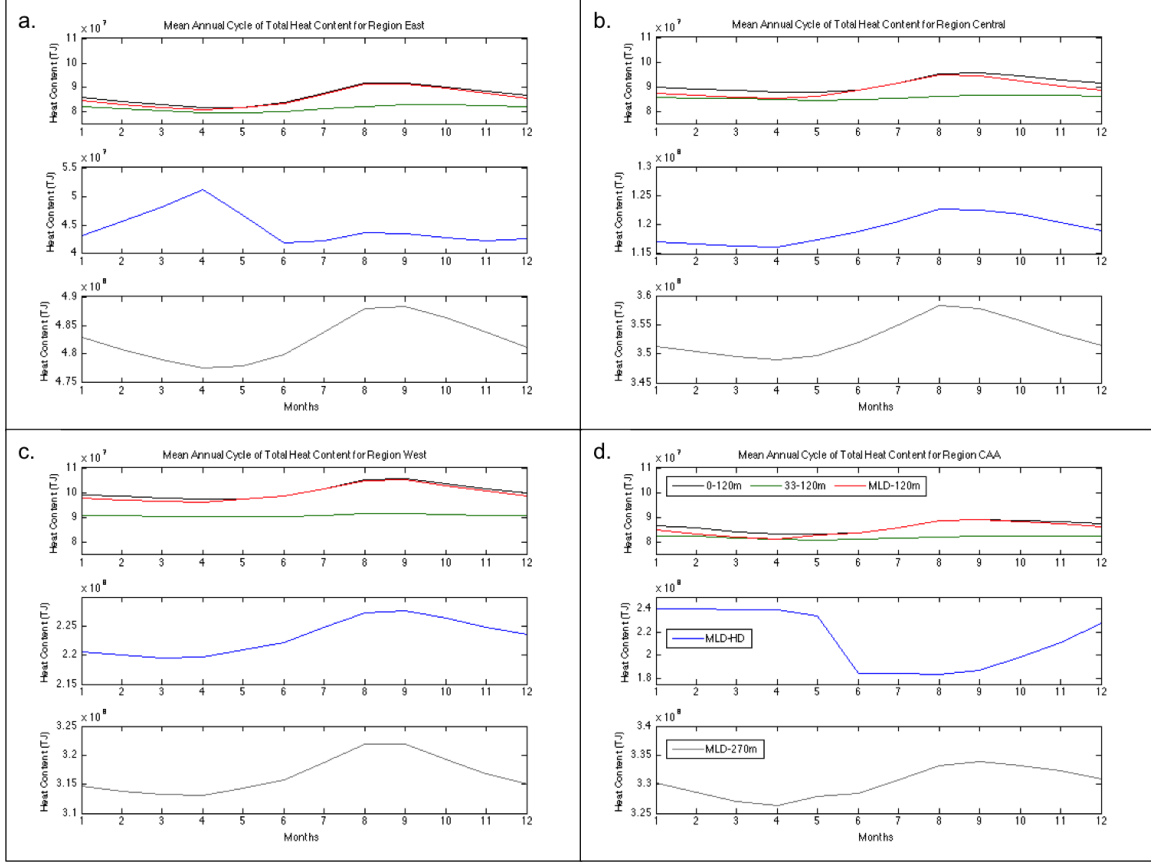 a.
Mean Annual Cycle of Total Heat Content for Region East
x 10 7
Heat Content (TJ)
11
10
9
8
1 2 3 4 5 6 7 8 9 10 11 12
x 10 7
Heat Content (TJ)
5.5
5
4.5
4
1 2 3 4 5 6 7 8 9 10 11 12
x 10 8
Heat Content (TJ)
4.9
4.85
4.8
4.75
1 2 3 4 5 6 7 8 9 10 11 12
Months
b.
Mean Annual Cycle of Total Heat Content for Region Central
x 10 7
Heat Content (TJ)
11
10
9
8
1 2 3 4 5 6 7 8 9 10 11 12
x 10 8
Heat Content (TJ)
1.3
1.25
1.2
1.15
1 2 3 4 5 6 7 8 9 10 11 12
x 10 8
Heat Content (TJ)
3.6
3.55
3.5
3.45
1 2 3 4 5 6 7 8 9 10 11 12
Months
c.
Mean Annual Cycle of Total Heat Content for Region West
x 10 7
Heat Content (TJ)
11
10
9
8
1 2 3 4 5 6 7 8 9 10 11 12
x 10 8
Heat Content (TJ)
2.25
2.2
2.15
1 2 3 4 5 6 7 8 9 10 11 12
x 10 8
Heat Content (TJ)
3.25
3.2
3.15
3.1
1 2 3 4 5 6 7 8 9 10 11 12
Months
d.
Mean Annual Cycle of Total Heat Content for Region CAA
x 10 7
Heat Content (TJ)
11
10
9
8
0-120m 33-120m MLD-120m
1 2 3 4 5 6 7 8 9 10 11 12
x 10 8
Heat Content (TJ)
2.4
2.2
2
1.8
MLD-HD
1 2 3 4 5 6 7 8 9 10 11 12
x 10 8
Heat Content (TJ)
3.4
3.35
3.3
3.25
MLD-270m
1 2 3 4 5 6 7 8 9 10 11 12
Months